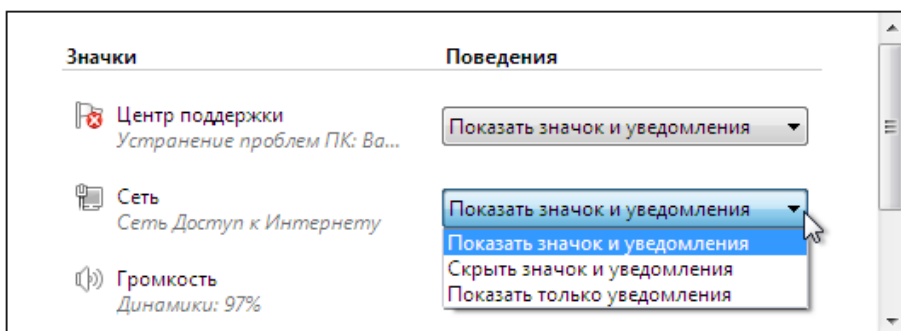 Значки Поведения
Центр поддержки
Устранение проблем ПК: Ва...
Показать значок и уведомления
Сеть
Сеть Доступ к Интернету
Показать значок и уведомления
Показать значок и уведомления
Скрыть значок и уведомления
Показать только уведомления
Громкость
Динамики: 97%